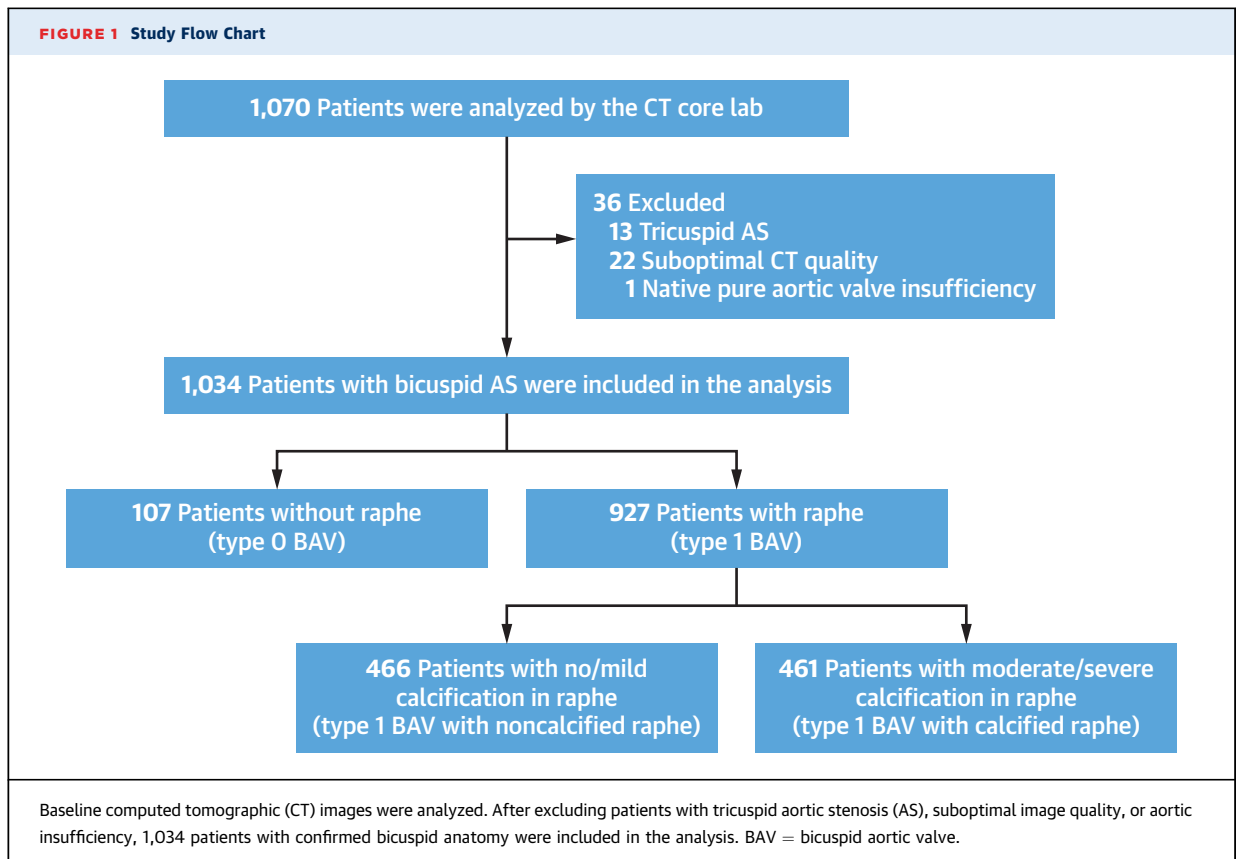 FIGURE 1 Study Flow Chart
1,070 Patients were analyzed by the CT core lab
36 Excluded
13 Tricuspid AS
22 Suboptimal CT quality
1 Native pure aortic valve insufficiency
1,034 Patients with bicuspid AS were included in the analysis
107 Patients without raphe
(type 0 BAV)
927 Patients with raphe
(type 1 BAV)
466 Patients with no/mild
calcification in raphe
(type 1 BAV with noncalcified raphe)
461 Patients with moderate/severe
calcification in raphe
(type 1 BAV with calcified raphe)
Baseline computed tomographic (CT) images were analyzed. After excluding patients with tricuspid aortic stenosis (AS), suboptimal image quality, or aortic
insufficiency, 1,034 patients with confirmed bicuspid anatomy were included in the analysis. BAV = bicuspid aortic valve.